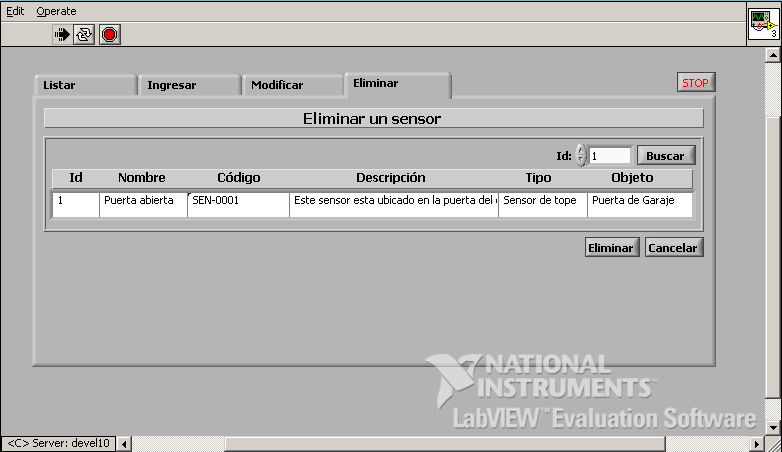 Edit Operate
3
Listar Ingresar Modificar Eliminar STOP
Eliminar un sensor
Id: 1 Buscar
Id Nombre Código Descripción Tipo Objeto
1 Puerta abierta SEN-0001 Este sensor esta ubicado en la puerta del Sensor de tope Puerta de Garaje
Eliminar Cancelar
NATIONAL
INSTRUMENTS™
LabVIEW™ Evaluation Software
<C> Server: devel10